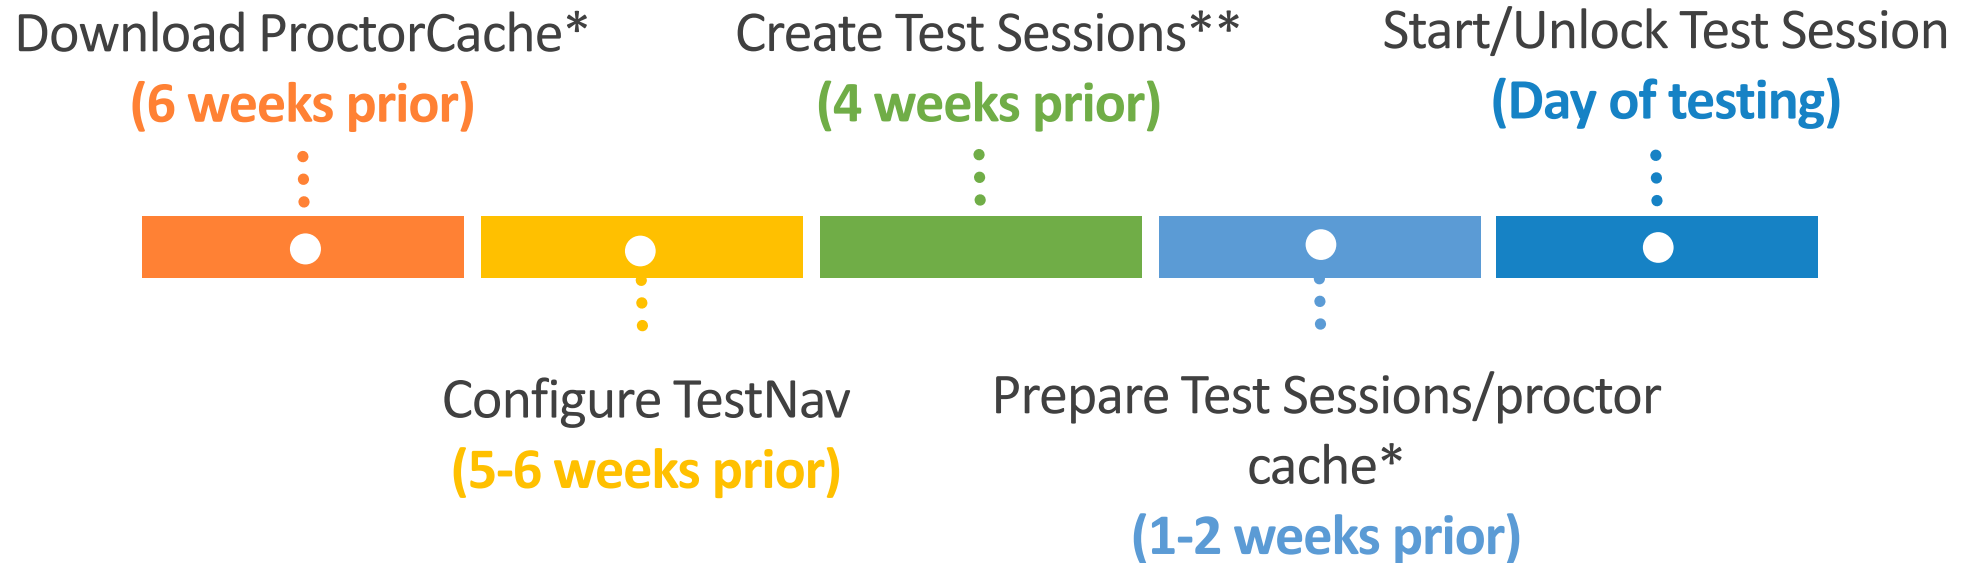 Download ProctorCache*
(6 weeks prior)
Create Test Sessions**
(4 weeks prior)
Start/Unlock Test Session
(Day of testing)
Configure TestNav
(5-6 weeks prior)
Prepare Test Sessions/proctor
cache*
(1-2 weeks prior)